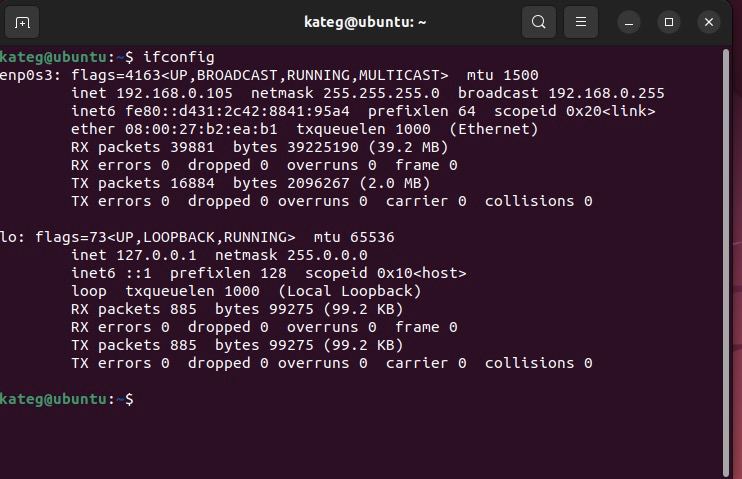 kateg@ubuntu: ~
kateg@ubuntu:~$ ifconfig
enp0s3: flags=4163<UP,BROADCAST,RUNNING,MULTICAST>  mtu 1500
        inet 192.168.0.105  netmask 255.255.255.0  broadcast 192.168.0.255
        inet6 fe80::d431:2c42:8841:95a4  prefixlen 64  scopeid 0x20<link>
        ether 08:00:27:b2:ea:b1  txqueuelen 1000  (Ethernet)
        RX packets 39881  bytes 39225190 (39.2 MB)
        RX errors 0  dropped 0  overruns 0  frame 0
        TX packets 16884  bytes 2096267 (2.0 MB)
        TX errors 0  dropped 0 overruns 0  carrier 0  collisions 0

lo: flags=73<UP,LOOPBACK,RUNNING>  mtu 65536
        inet 127.0.0.1  netmask 255.0.0.0
        inet6 ::1  prefixlen 128  scopeid 0x10<host>
        loop  txqueuelen 1000  (Local Loopback)
        RX packets 885  bytes 99275 (99.2 KB)
        RX errors 0  dropped 0  overruns 0  frame 0
        TX packets 885  bytes 99275 (99.2 KB)
        TX errors 0  dropped 0 overruns 0  carrier 0  collisions 0

kateg@ubuntu:~$